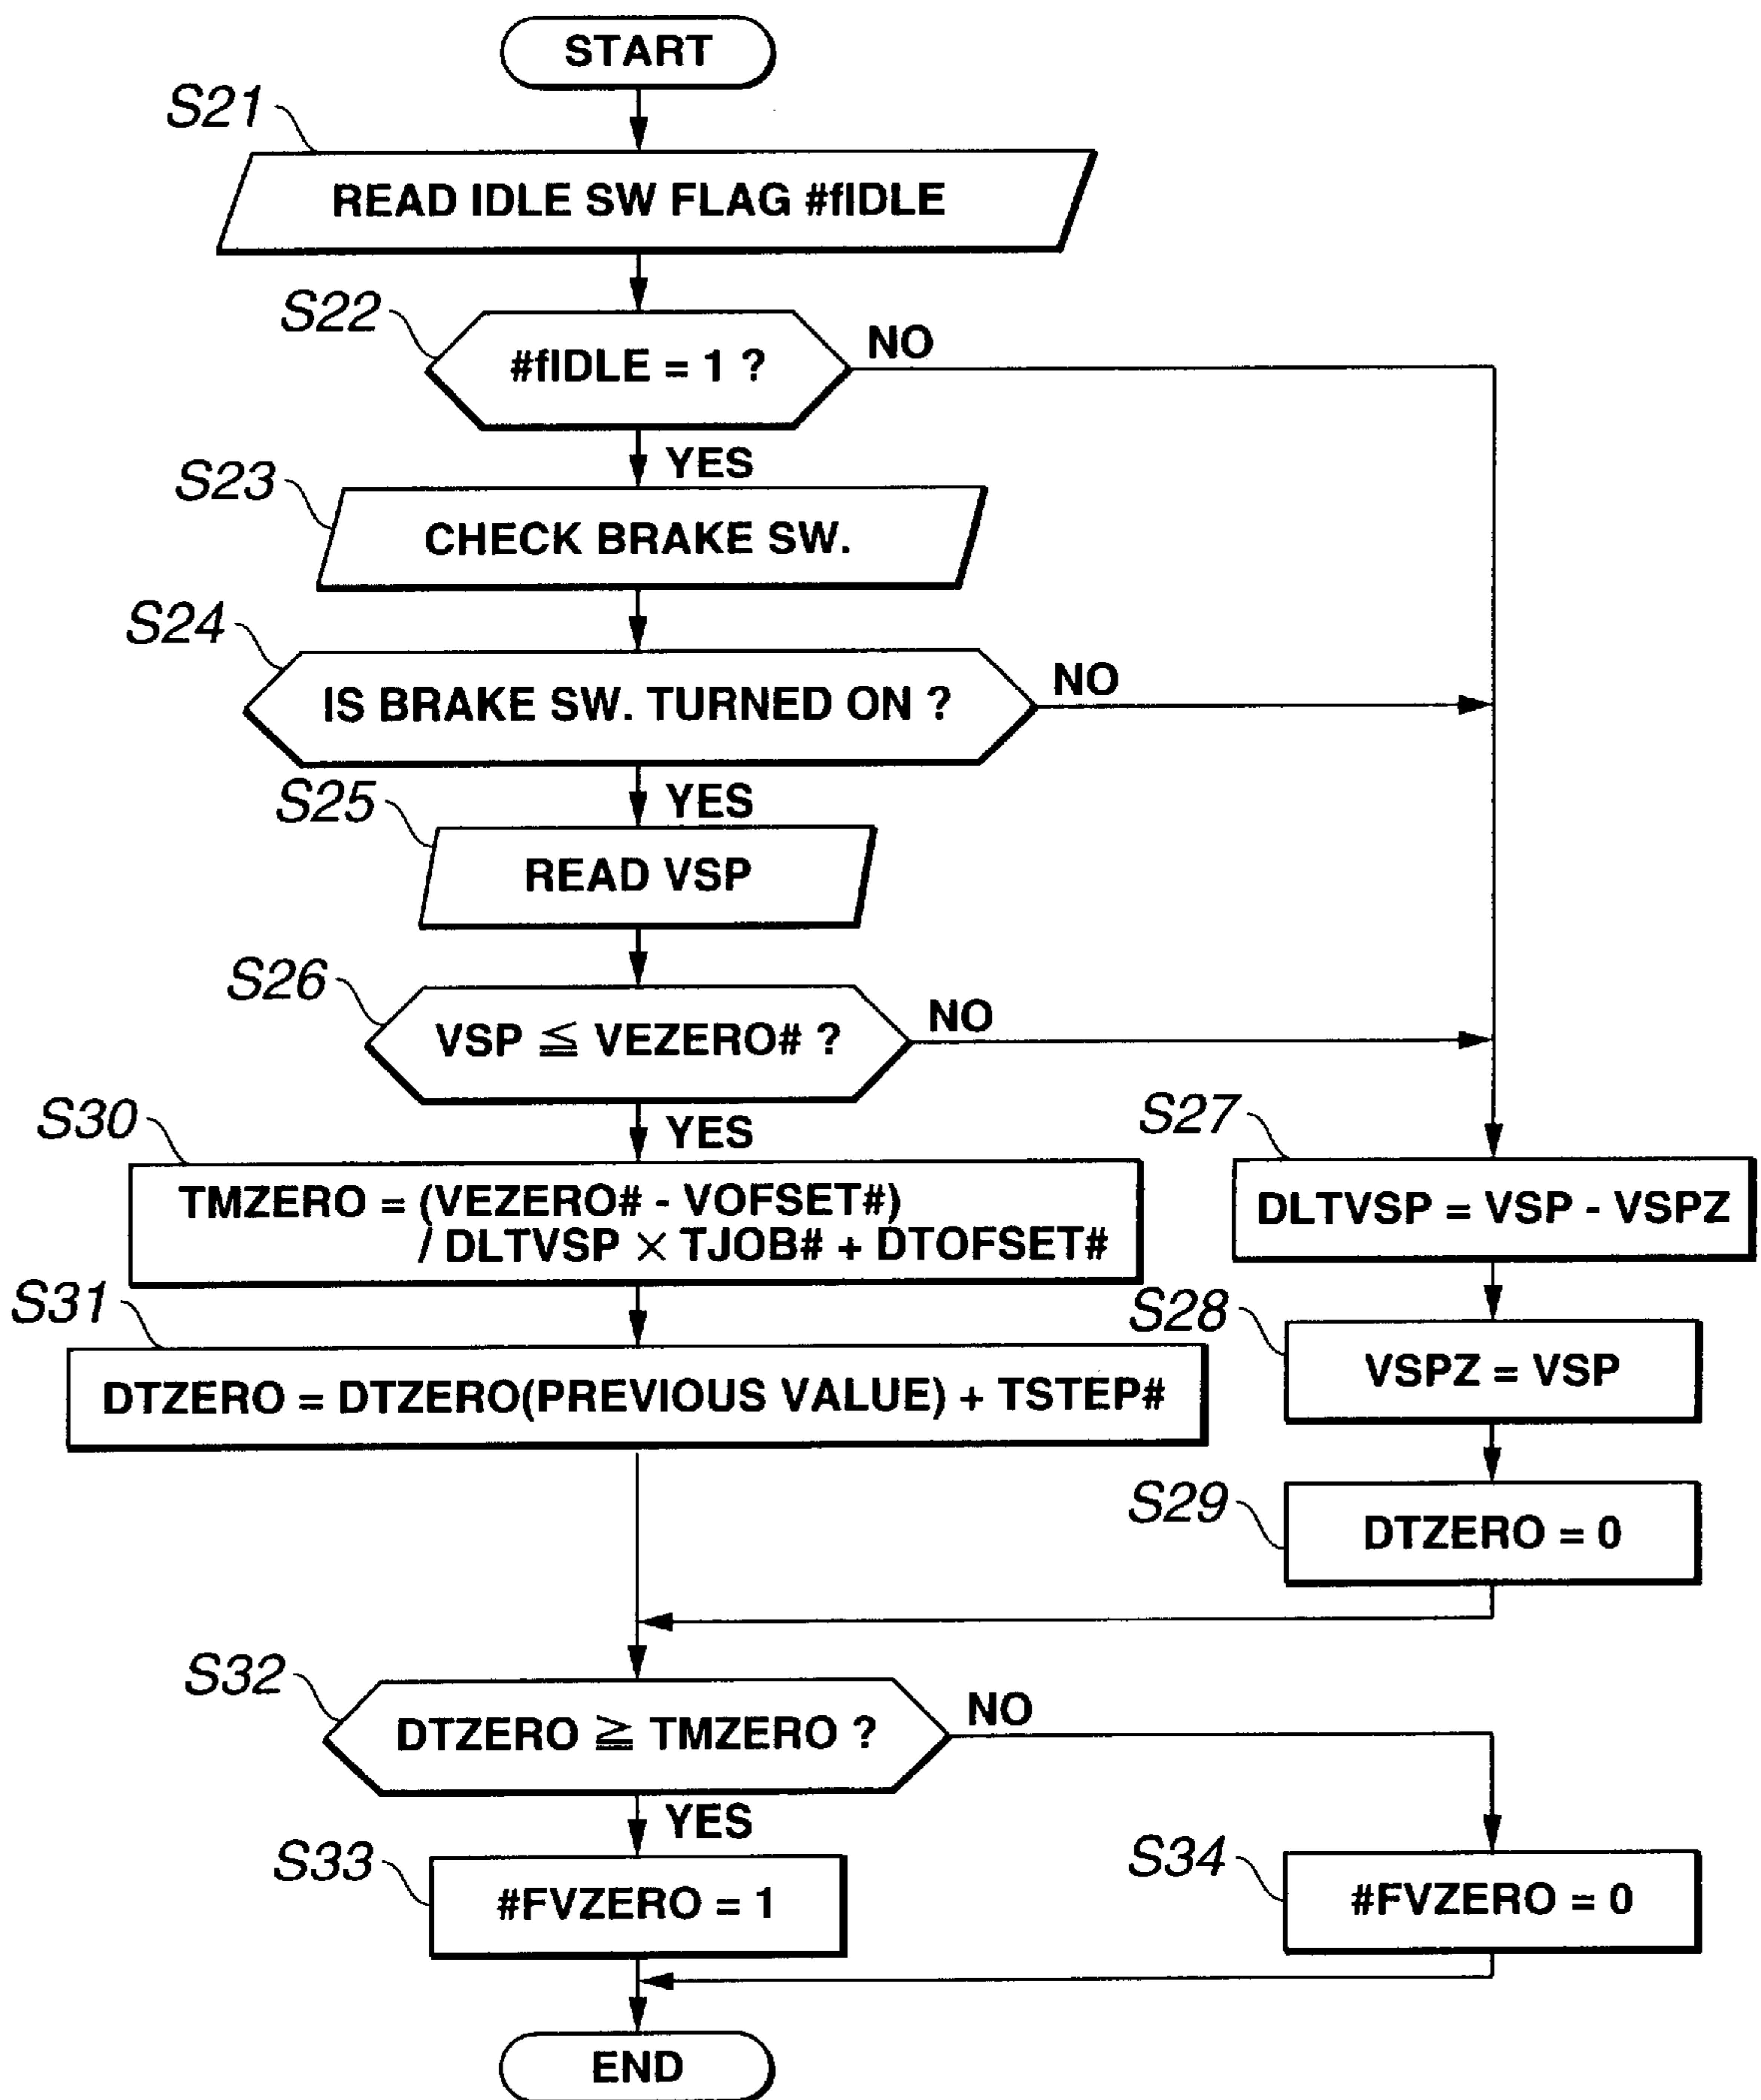 START
S21
READ IDLE SW FLAG #fIDLE
S22
#fIDLE = 1 ?
NO
YES
S23
CHECK BRAKE SW.
S24
IS BRAKE SW. TURNED ON ?
NO
YES
S25
READ VSP
S26
VSP ≦ VEZERO# ?
NO
YES
S30
TMZERO = (VEZERO# - VOFSET#)
/ DLTVSP × TJOB# + DTOFSET#
S27
DLTVSP = VSP - VSPZ
S31
DTZERO = DTZERO(PREVIOUS VALUE) + TSTEP#
S28
VSPZ = VSP
S29
DTZERO = 0
S32
DTZERO ≧ TMZERO ?
NO
YES
S33
#FVZERO = 1
S34
#FVZERO = 0
END